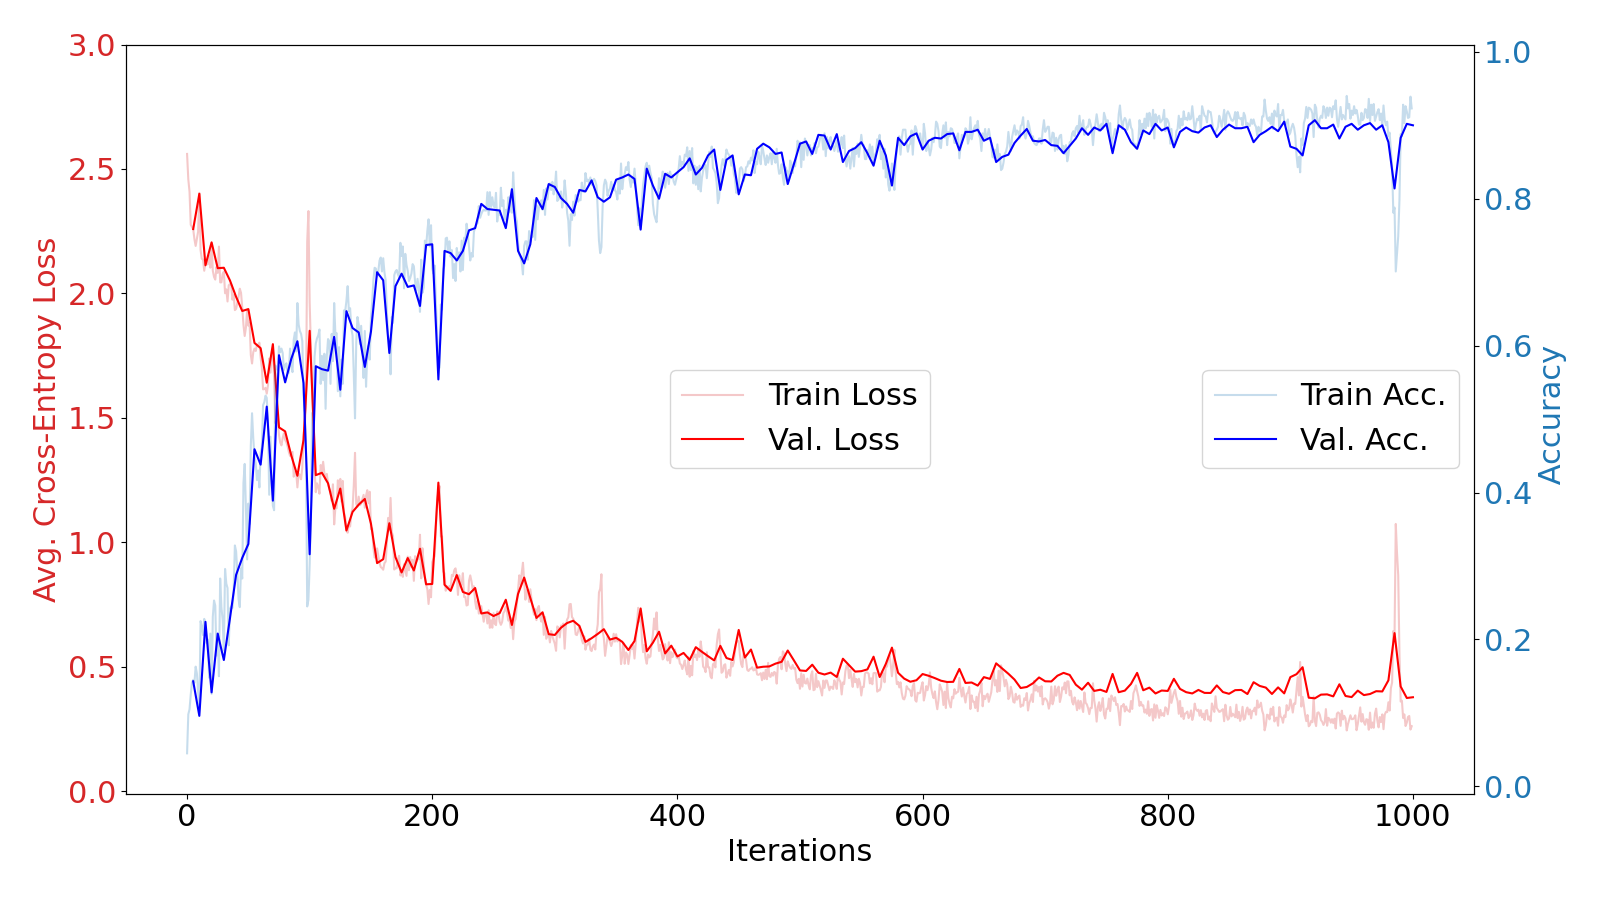 3.0
2.5
2.0
1.5
1.0
0.5
0.0
Avg. Cross-Entropy Loss
0
200
400
600
800
1000
Iterations
Train Loss
Val. Loss
Train Acc.
Val. Acc.
1.0
0.8
0.6
0.4
0.2
0.0
Accuracy